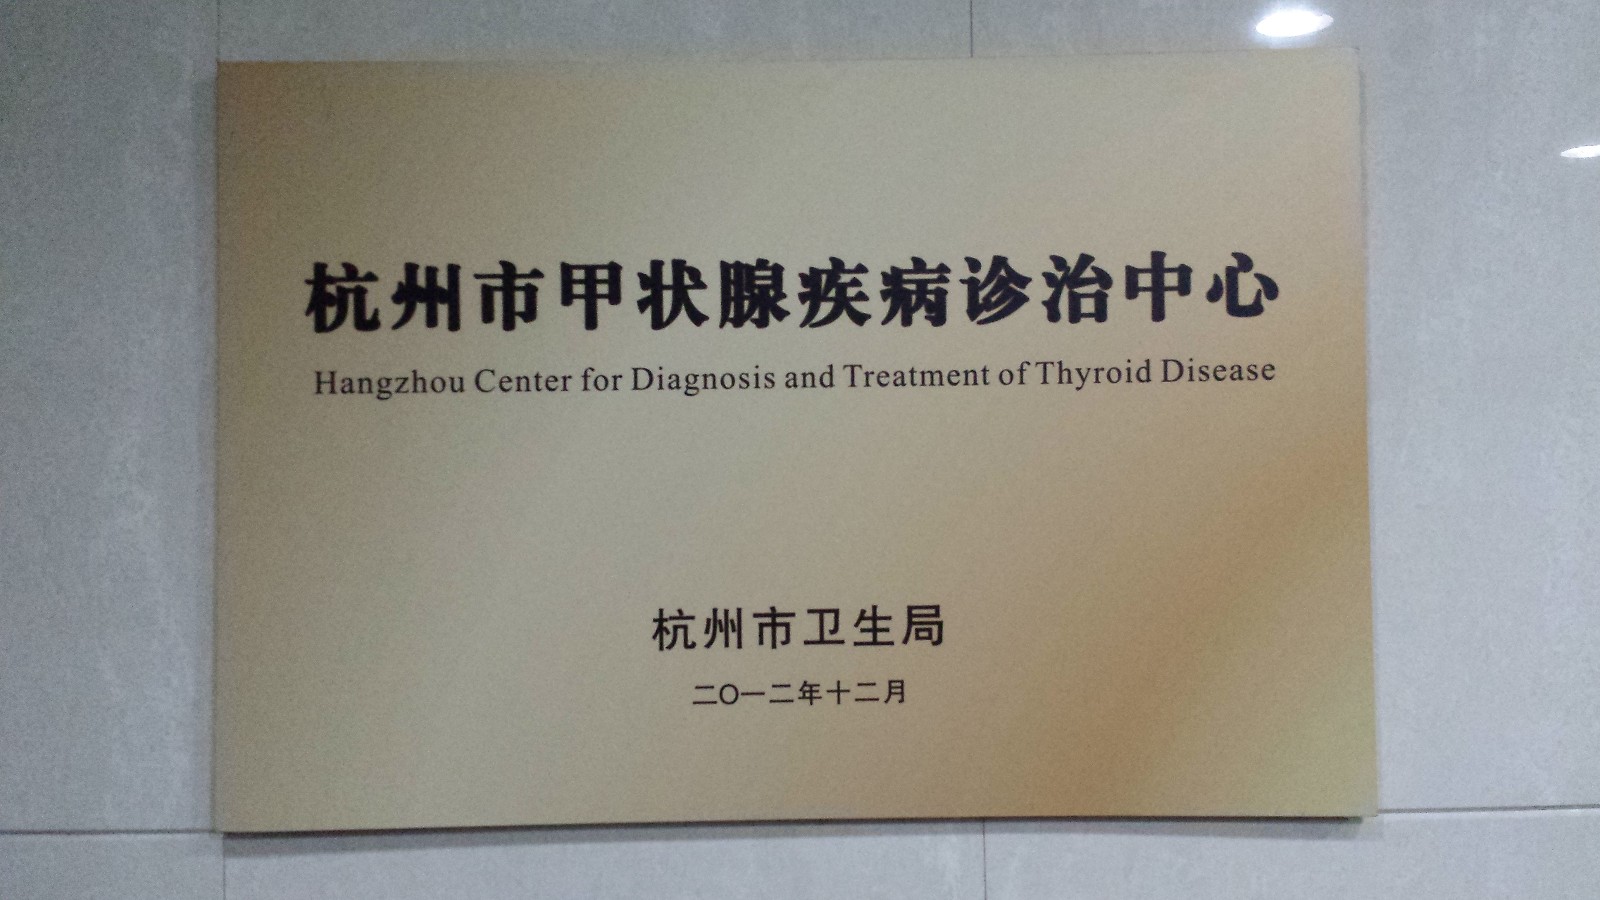 杭州市甲状腺疾病诊治中心
Hangzhou Center for Diagnosis and Treatment of Thyroid Disease
杭州市卫生局
二〇一二年十二月